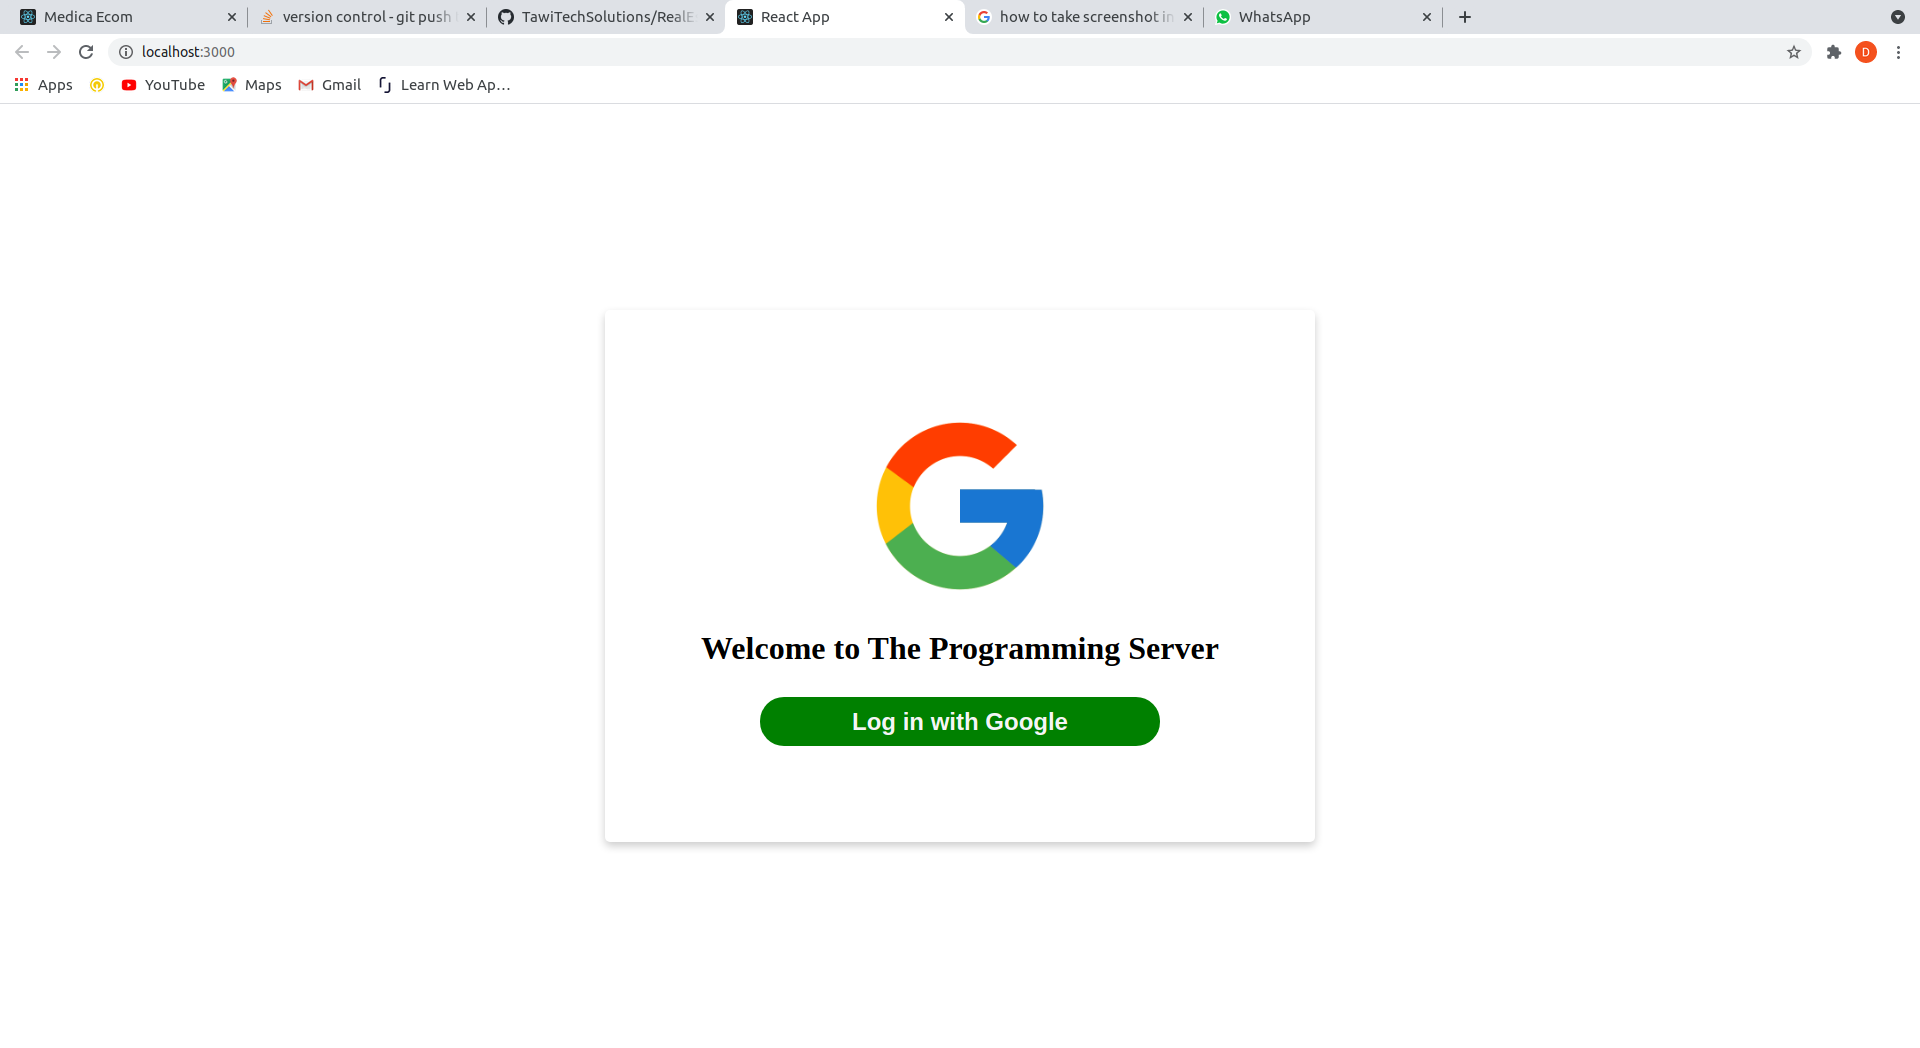 Medica Ecom
version control - git push
TawiTechSolutions/RealE
React App
how to take screenshot in
WhatsApp
localhost:3000
D
Apps
YouTube
Maps
Gmail
Learn Web Ap…
Welcome to The Programming Server
Log in with Google